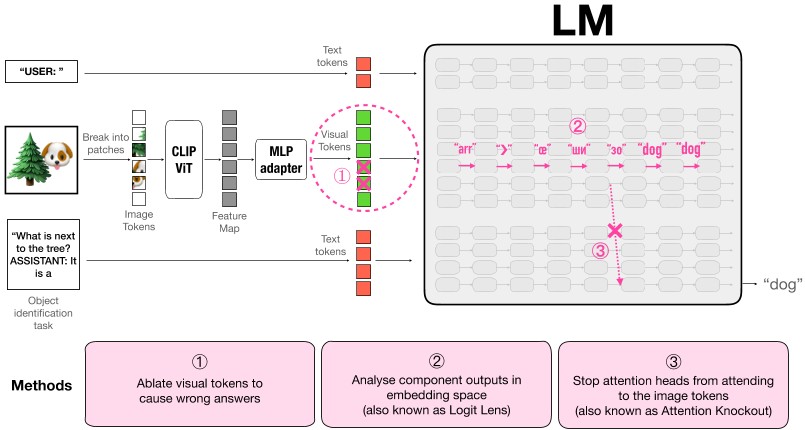 LM
"USER: "
Text
tokens
Break into
patches
Image
Tokens
CLIP
ViT
Feature
Map
MLP
adapter
Visual
Tokens
①
②
"arr"
"ɔ̃"
"œ"
"ши"
"зо"
"dog"
"dog"
③
"What is next
to the tree?
ASSISTANT: It
is a
Object
identification
task
Text
tokens
"dog"
Methods
①
Ablate visual tokens to
cause wrong answers
②
Analyse component outputs in
embedding space
(also known as Logit Lens)
③
Stop attention heads from attending
to the image tokens
(also known as Attention Knockout)